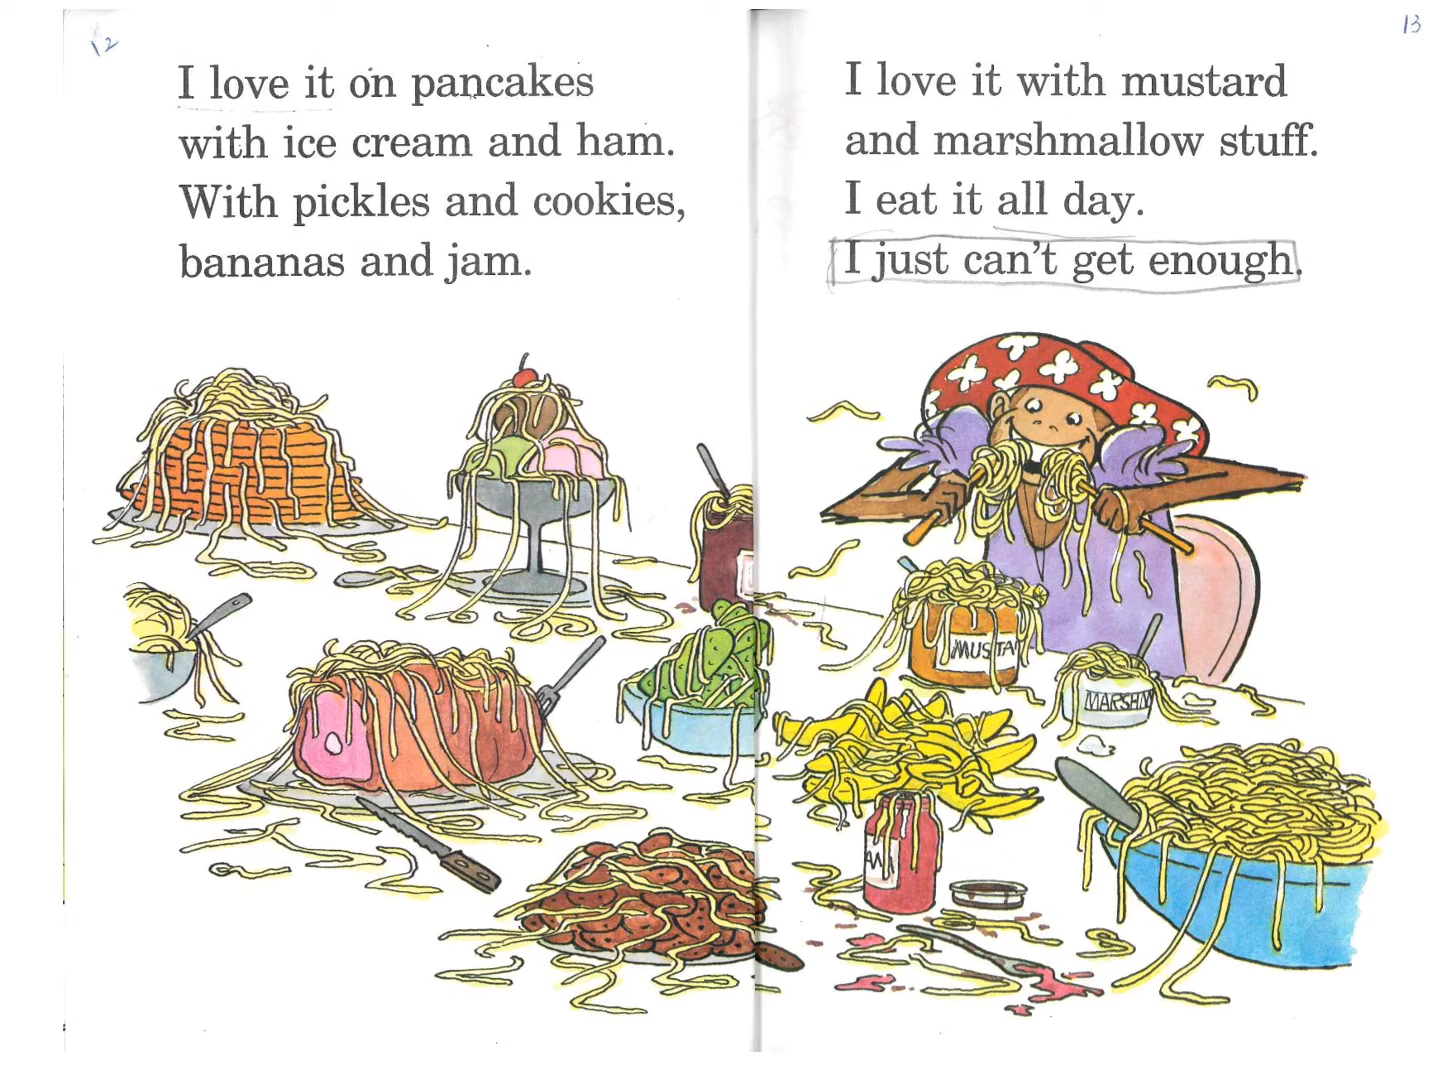 12
I love it on pancakes
with ice cream and ham.
With pickles and cookies,
bananas and jam.
13
I love it with mustard
and marshmallow stuff.
I eat it all day.
I just can't get enough.
MUSTA
MARSHM